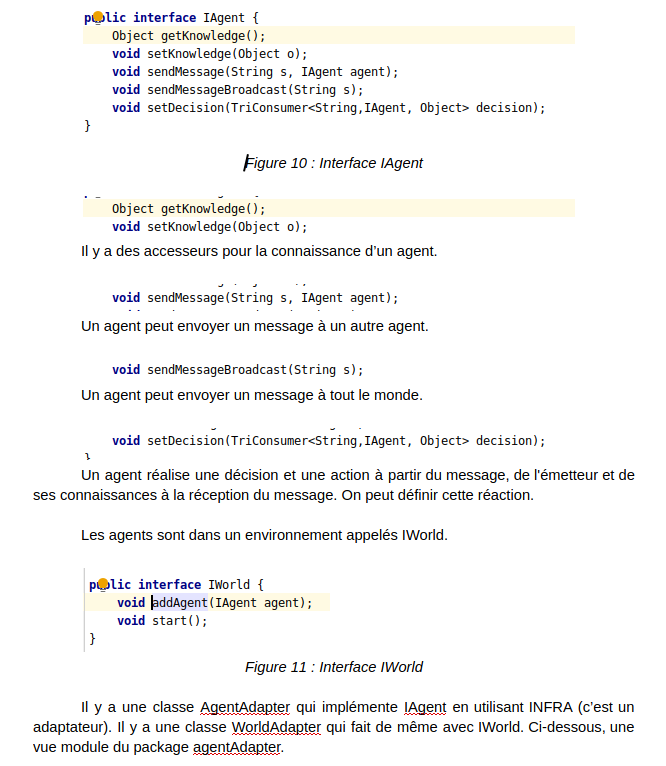 public interface IAgent {
Object getKnowledge();
void setKnowledge(Object o);
void sendMessage(String s, IAgent agent);
void sendMessageBroadcast(String s);
void setDecision(TriConsumer<String,IAgent, Object> decision);
}
Figure 10 : Interface IAgent
Object getKnowledge();
void setKnowledge(Object o);
Il y a des accesseurs pour la connaissance d’un agent.
void sendMessage(String s, IAgent agent);
Un agent peut envoyer un message à un autre agent.
void sendMessageBroadcast(String s);
Un agent peut envoyer un message à tout le monde.
void setDecision(TriConsumer<String,IAgent, Object> decision);
}
Un agent réalise une décision et une action à partir du message, de l'émetteur et de
ses connaissances à la réception du message. On peut définir cette réaction.
Les agents sont dans un environnement appelés IWorld.
public interface IWorld {
void addAgent(IAgent agent);
void start();
}
Figure 11 : Interface IWorld
Il y a une classe AgentAdapter qui implémente IAgent en utilisant INFRA (c’est un
adaptateur). Il y a une classe WorldAdapter qui fait de même avec IWorld. Ci-dessous, une
vue module du package agentAdapter.